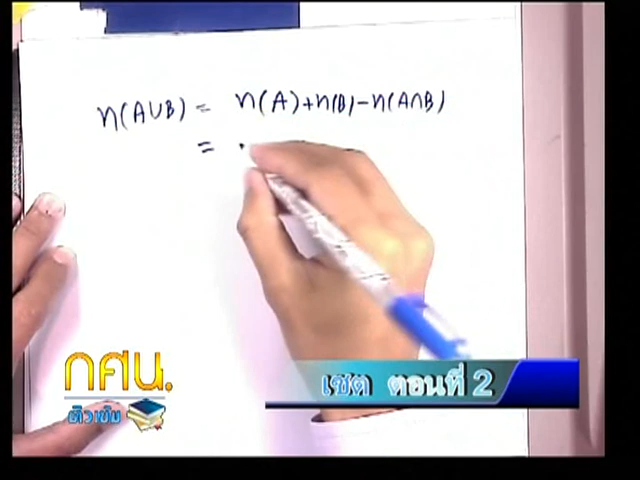 n(A∪B) = n(A)+n(B)-n(A∩B)
=
กศน.
ติวเข้ม
เซต ตอนที่ 2